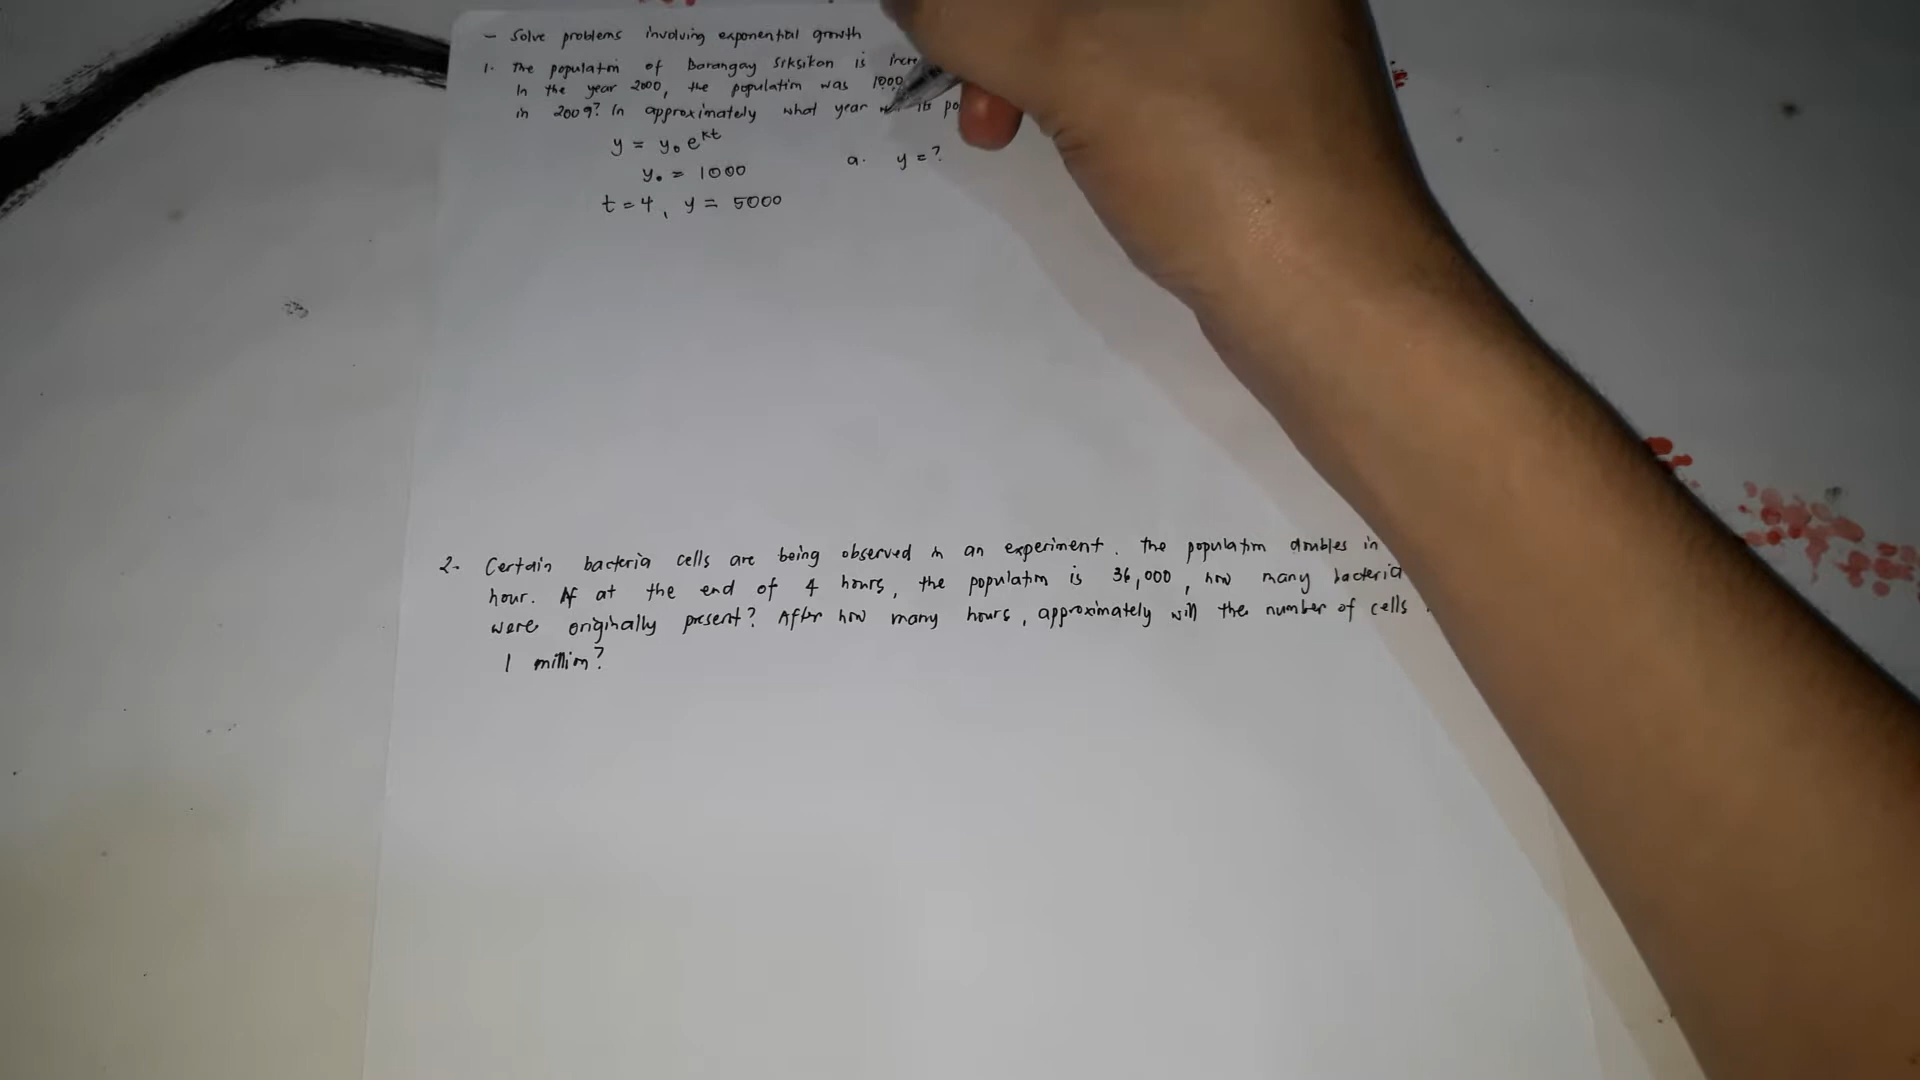 - Solve problems involving exponential growth
1. The population of Barangay Siksikan is
In the year 2000, the population was 1000
in 2009? In approximately what year its
y = y₀e^kt
a. y = ?
y₀ = 1000
t = 4, y = 5000
2. Certain bacteria cells are being observed in an experiment. The population doubles in
hour. If at the end of 4 hours, the population is 36,000, how many bacteria
were originally present? After how many hours, approximately will the number of cells
1 million?